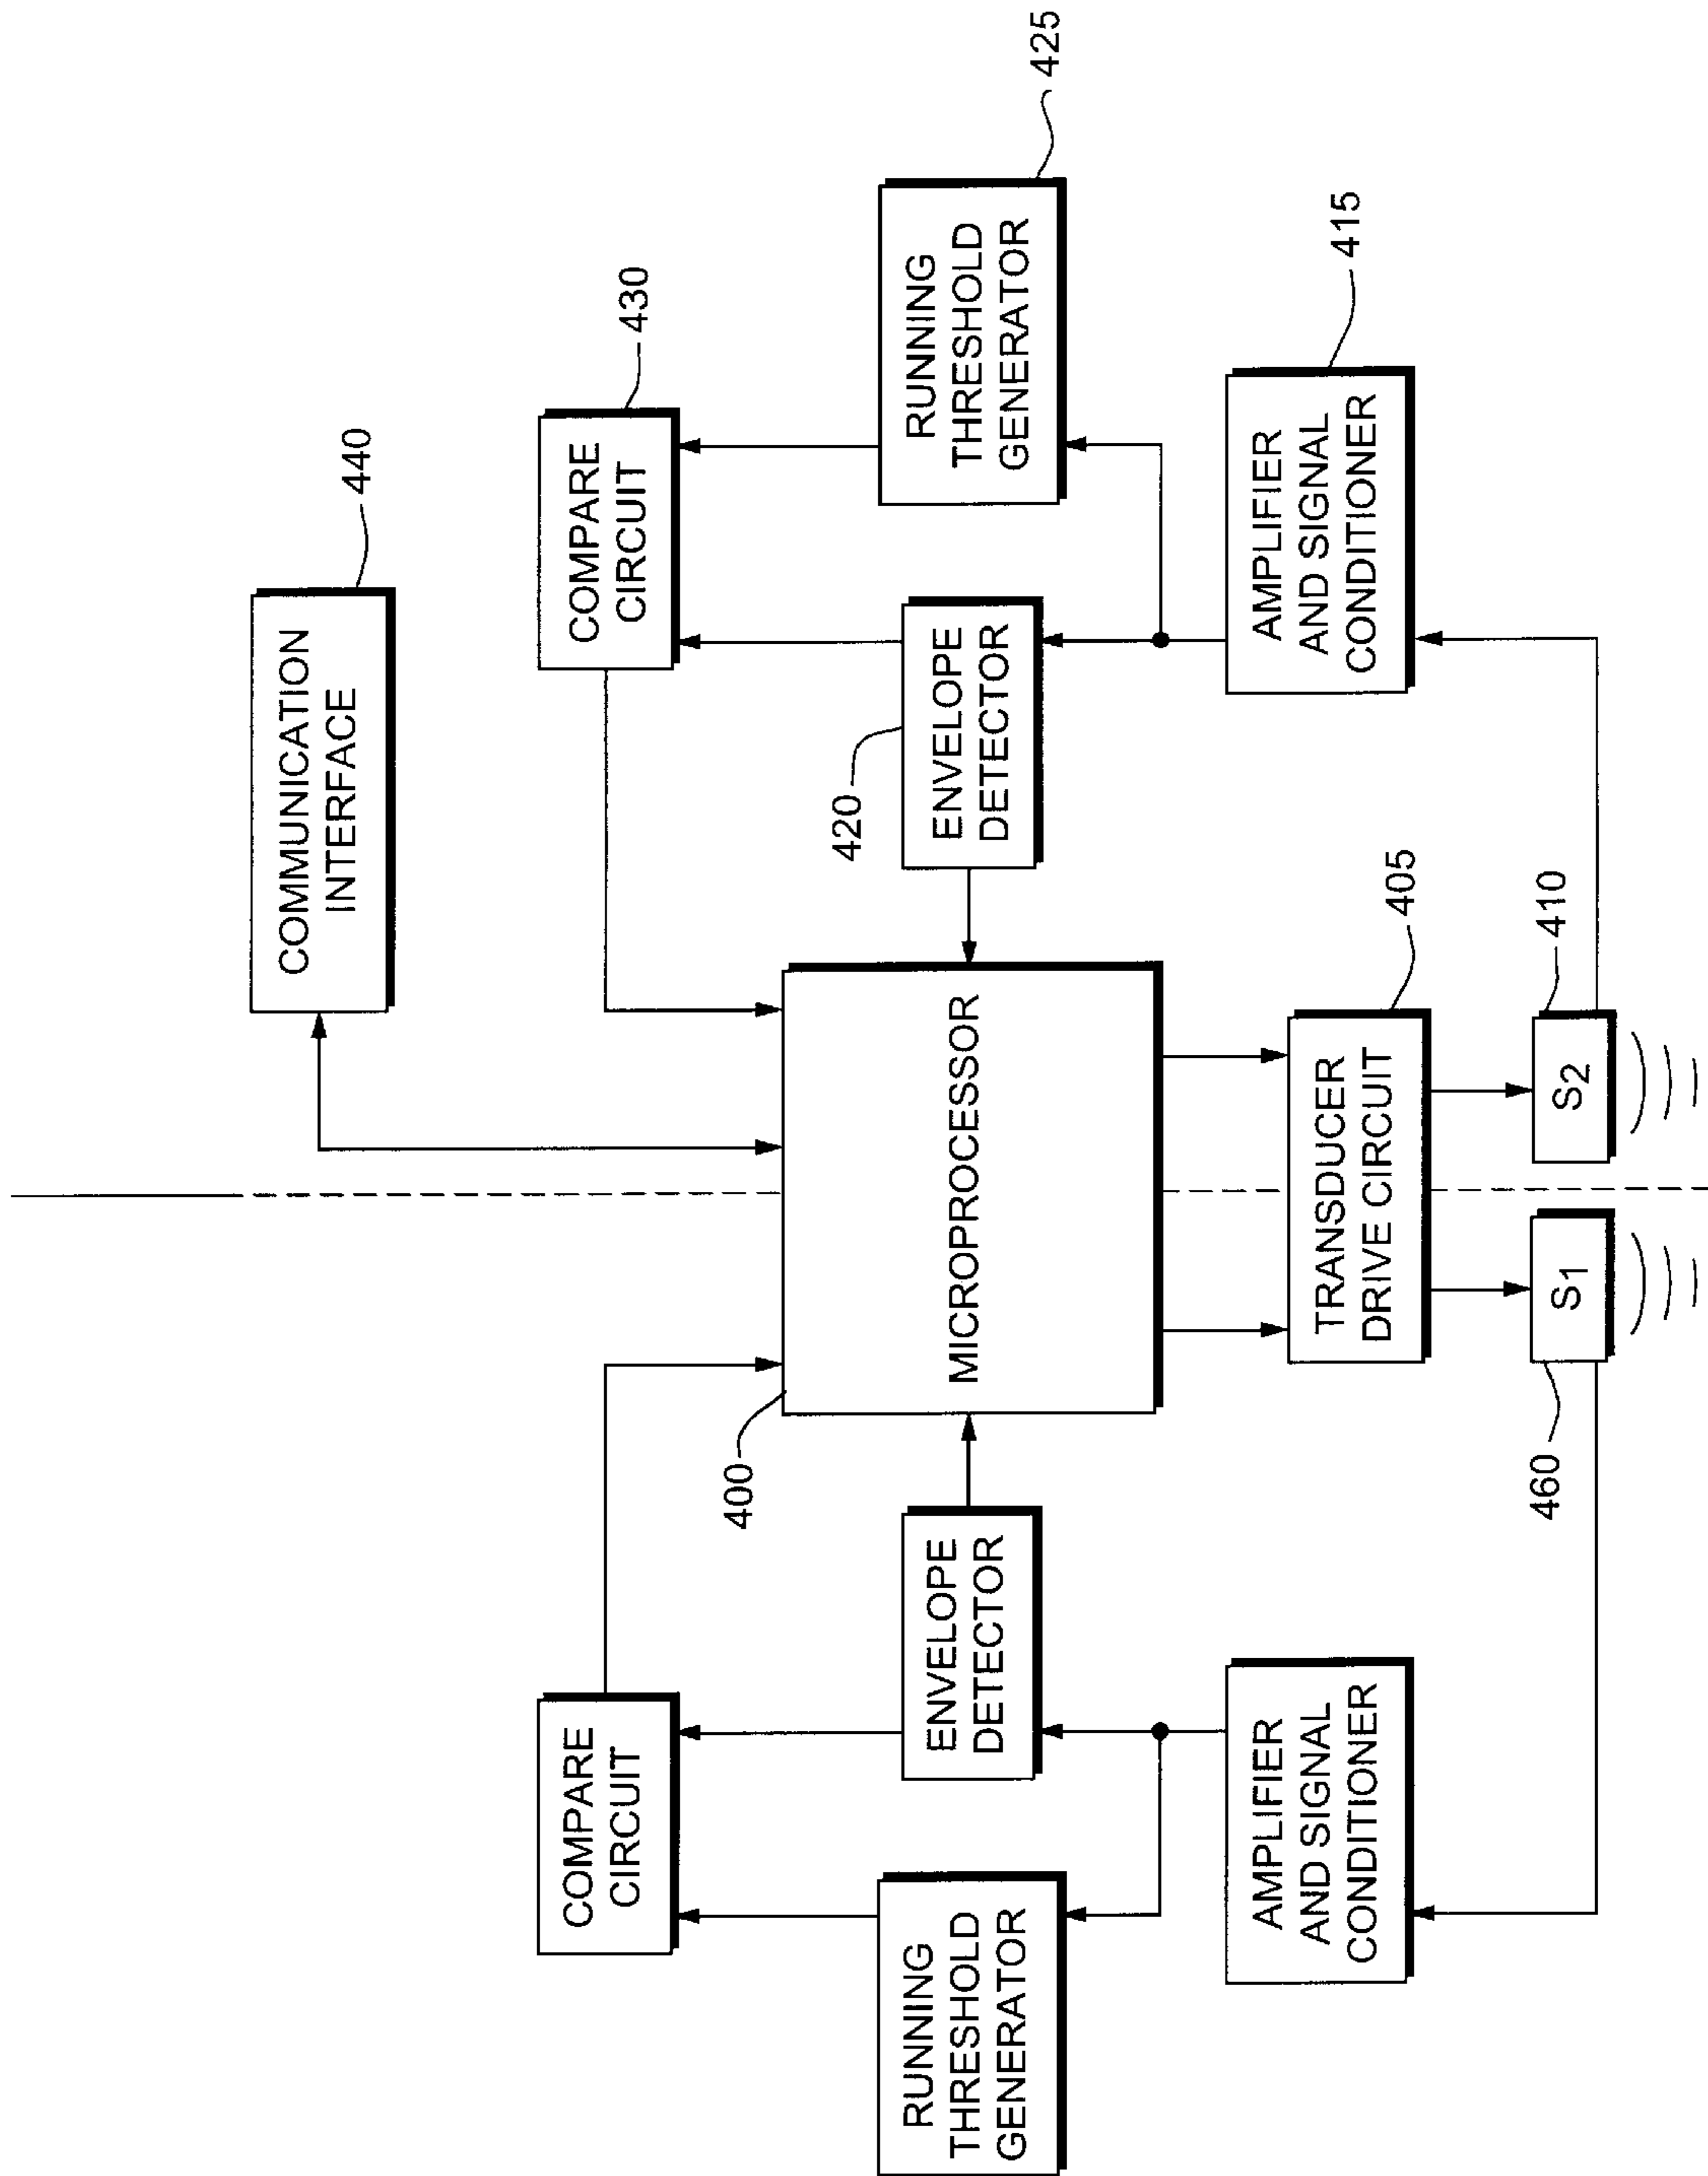 COMMUNICATION
INTERFACE
440
COMPARE
CIRCUIT
COMPARE
CIRCUIT
430
RUNNING
THRESHOLD
GENERATOR
ENVELOPE
DETECTOR
400
MICROPROCESSOR
420
ENVELOPE
DETECTOR
RUNNING
THRESHOLD
GENERATOR
425
AMPLIFIER
AND SIGNAL
CONDITIONER
TRANSDUCER
DRIVE CIRCUIT
405
AMPLIFIER
AND SIGNAL
CONDITIONER
415
460
S1
S2
410